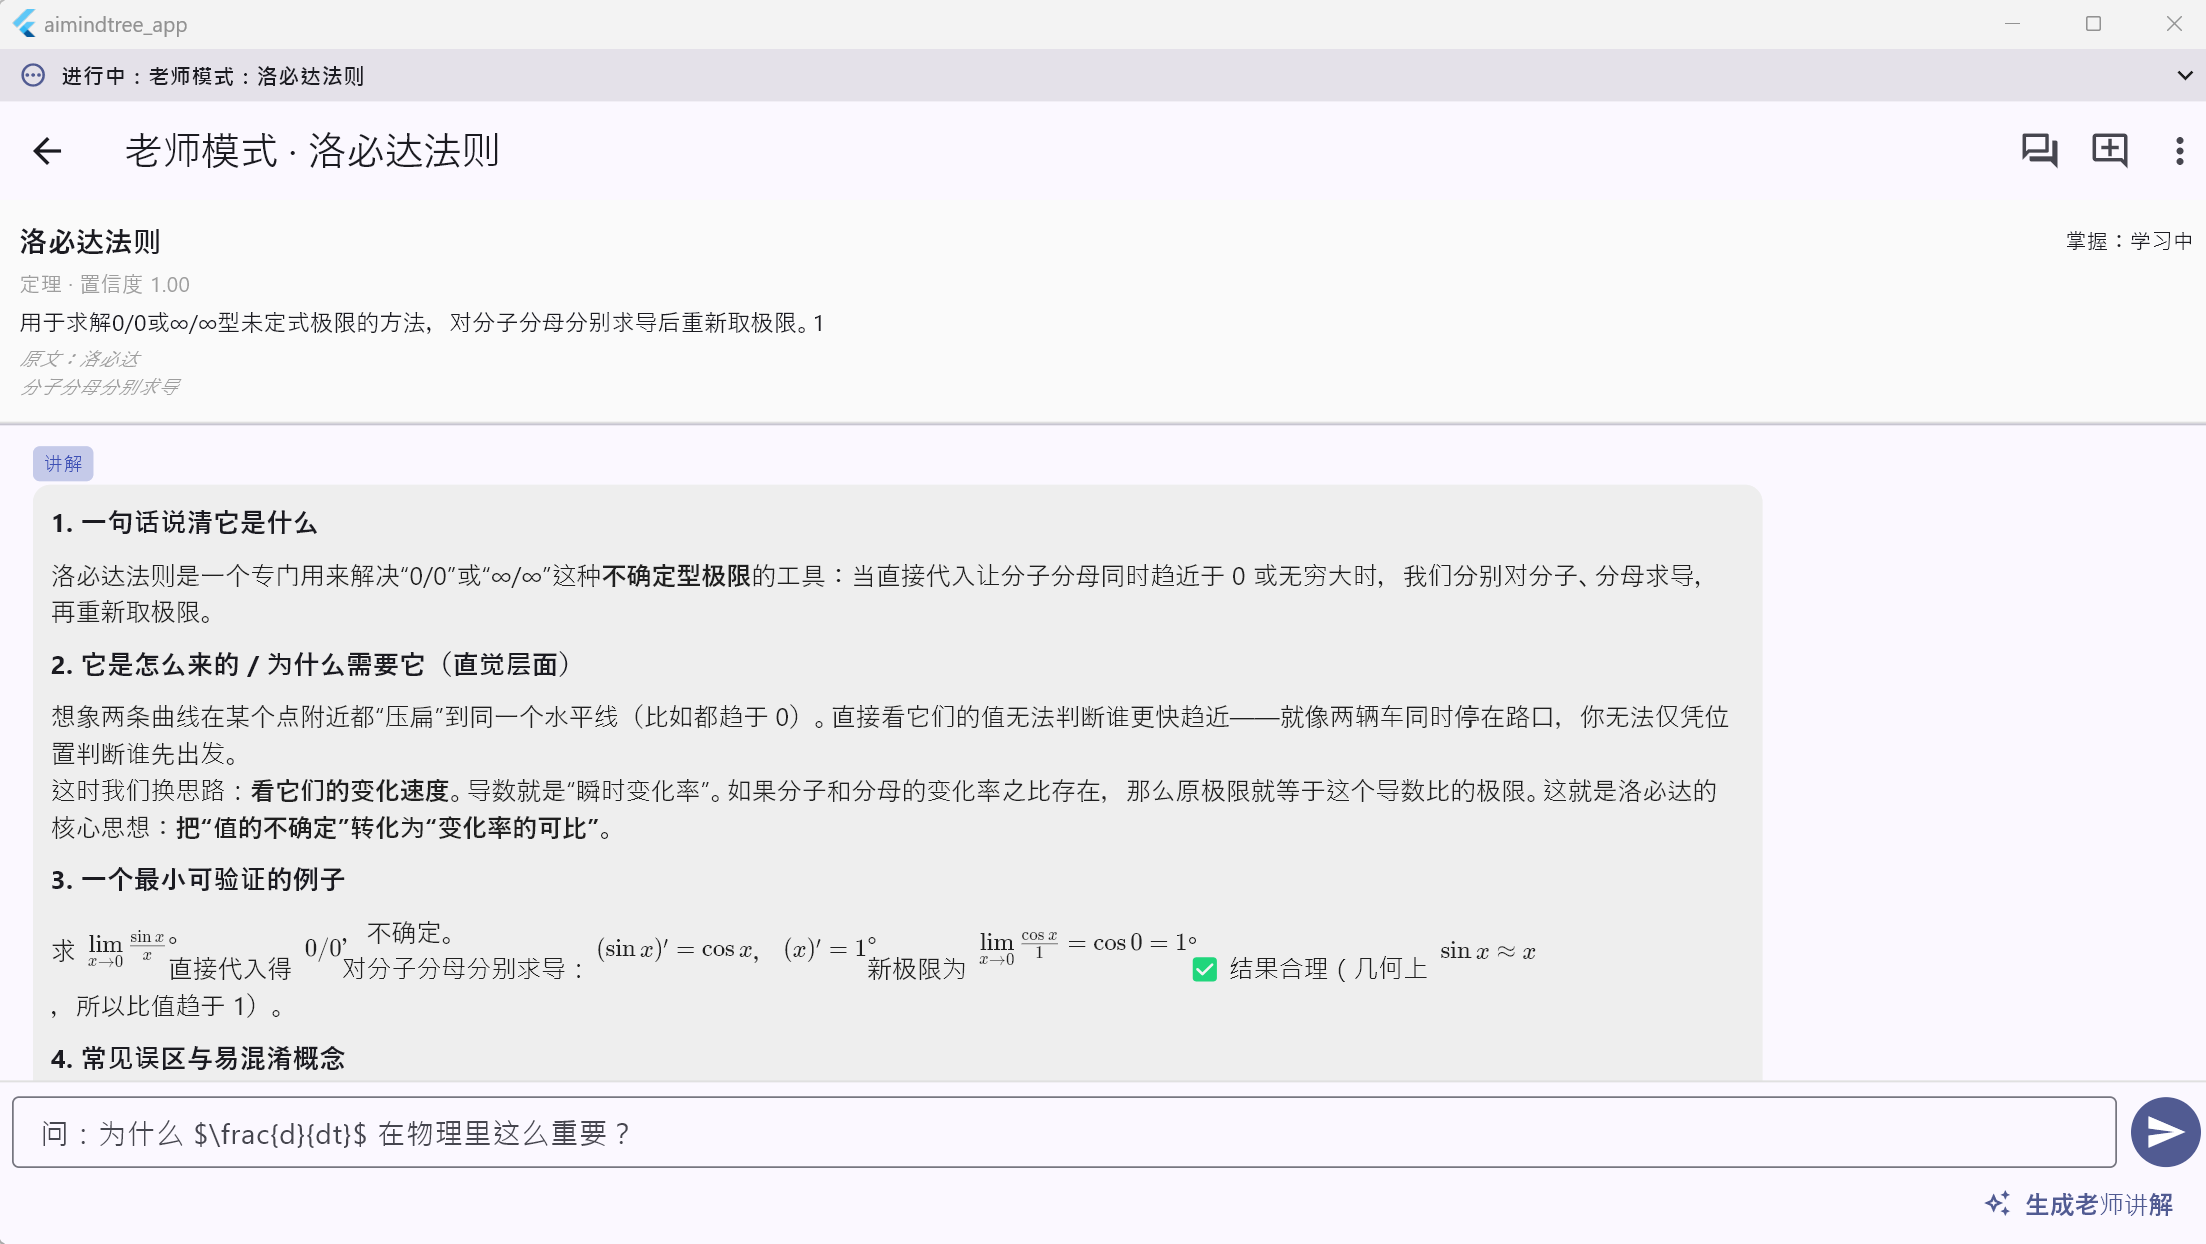 aimindtree_app
进行中：老师模式：洛必达法则
老师模式 · 洛必达法则
洛必达法则
掌握：学习中
定理 · 置信度 1.00
用于求解0/0或∞/∞型未定式极限的方法，对分子分母分别求导后重新取极限。1
原文：洛必达
分子分母分别求导
讲解
1. 一句话说清它是什么
洛必达法则是一个专门用来解决“0/0”或“∞/∞”这种不确定型极限的工具：当直接代入让分子分母同时趋近于 0 或无穷大时，我们分别对分子、分母求导，
再重新取极限。
2. 它是怎么来的 / 为什么需要它（直觉层面）
想象两条曲线在某个点附近都“压扁”到同一个水平线（比如都趋于 0）。直接看它们的值无法判断谁更快趋近——就像两辆车同时停在路口，你无法仅凭位
置判断谁先出发。
这时我们换思路：看它们的变化速度。导数就是“瞬时变化率”。如果分子和分母的变化率之比存在，那么原极限就等于这个导数比的极限。这就是洛必达的
核心思想：把“值的不确定”转化为“变化率的可比”。
3. 一个最小可验证的例子
求 lim x→0 sin x / x。直接代入得 0/0，不确定。对分子分母分别求导：(sin x)′ = cos x, (x)′ = 1。新极限为 lim x→0 cos x / 1 = cos 0 = 1。✅ 结果合理（几何上 sin x ≈ x
，所以比值趋于 1）。
4. 常见误区与易混淆概念
问：为什么 $\frac{d}{dt}$ 在物理里这么重要？
生成老师讲解